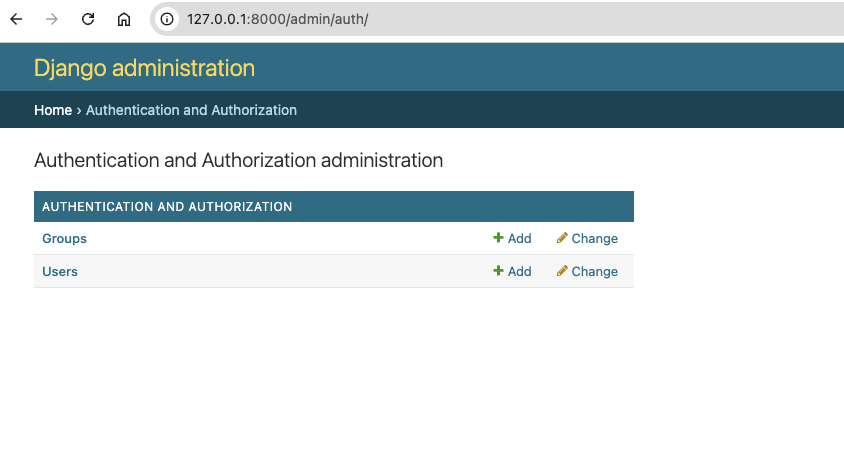 127.0.0.1:8000/admin/auth/
Django administration
Home › Authentication and Authorization
Authentication and Authorization administration
AUTHENTICATION AND AUTHORIZATION
Groups Add Change
Users Add Change